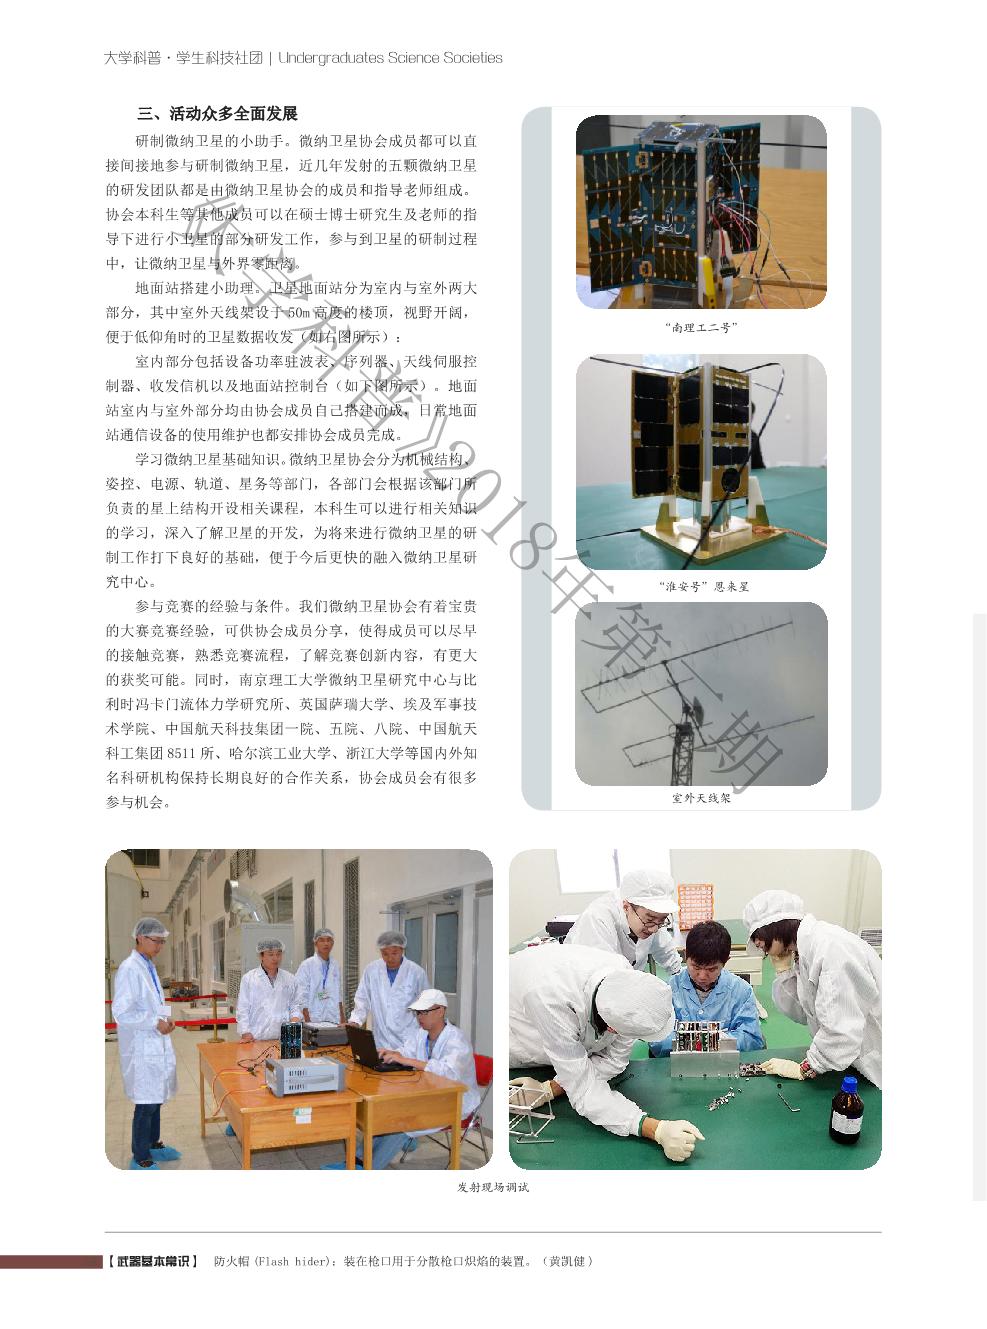 大学科普·学生科技社团 | Undergraduates Science Societies
三、活动众多全面发展
研制微纳卫星的小助手。微纳卫星协会成员都可以直
接间接地参与研制微纳卫星，近几年发射的五颗微纳卫星
的研发团队都是由微纳卫星协会的成员和指导老师组成。
协会本科生等其他成员可以在硕士博士研究生及老师的指
导下进行小卫星的部分研发工作，参与到卫星的研制过程
中，让微纳卫星与外界零距离。
地面站搭建小助理。卫星地面站分为室内与室外两大
部分，其中室外天线架设于 50m 高度的楼顶，视野开阔，
便于低仰角时的卫星数据收发（如右图所示）：
室内部分包括设备功率驻波表、序列器、天线伺服控
制器、收发信机以及地面站控制台（如下图所示）。地面
站室内与室外部分均由协会成员自己搭建而成，日常地面
站通信设备的使用维护也都安排协会成员完成。
学习微纳卫星基础知识。微纳卫星协会分为机械结构、
姿控、电源、轨道、星务等部门，各部门会根据该部门所
负责的星上结构开设相关课程，本科生可以进行相关知识
的学习，深入了解卫星的开发，为将来进行微纳卫星的研
制工作打下良好的基础，便于今后更快的融入微纳卫星研
究中心。
参与竞赛的经验与条件。我们微纳卫星协会有着宝贵
的大赛竞赛经验，可供协会成员分享，使得成员可以尽早
的接触竞赛，熟悉竞赛流程，了解竞赛创新内容，有更大
的获奖可能。同时，南京理工大学微纳卫星研究中心与比
利时冯卡门流体力学研究所、英国萨瑞大学、埃及军事技
术学院、中国航天科技集团一院、五院、八院、中国航天
科工集团 8511 所、哈尔滨工业大学、浙江大学等国内外知
名科研机构保持长期良好的合作关系，协会成员会有很多
参与机会。
“南理工二号”
“淮安号”恩来星
室外天线架
发射现场调试
【武器基本常识】 防火帽 (Flash hider)：装在枪口用于分散枪口炽焰的装置。（黄凯健）